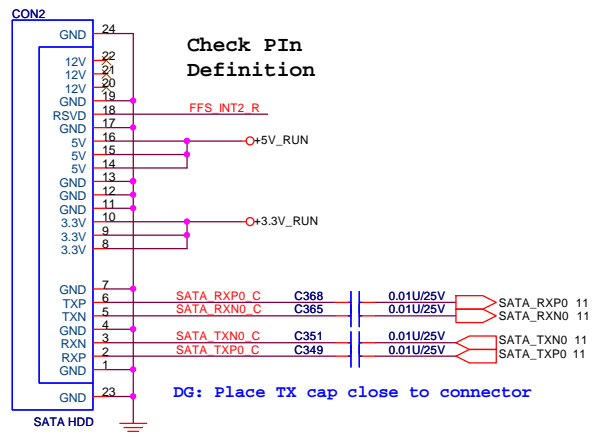 CON2
GND 24
Check PIn
Definition
12V 22
12V 21
12V 20
GND 19
RSVD 18 FFS_INT2_R
GND 17
5V 16 +5V_RUN
5V 15
5V 14
GND 13
GND 12
GND 11
3.3V 10 +3.3V_RUN
3.3V 9
3.3V 8
GND 7
TXP 6 SATA_RXP0_C C368 0.01U/25V SATA_RXP0 11
TXN 5 SATA_RXN0_C C365 0.01U/25V SATA_RXN0 11
GND 4
RXN 3 SATA_TXN0_C C351 0.01U/25V SATA_TXN0 11
RXP 2 SATA_TXP0_C C349 0.01U/25V SATA_TXP0 11
GND 1
DG: Place TX cap close to connector
GND 23
SATA HDD